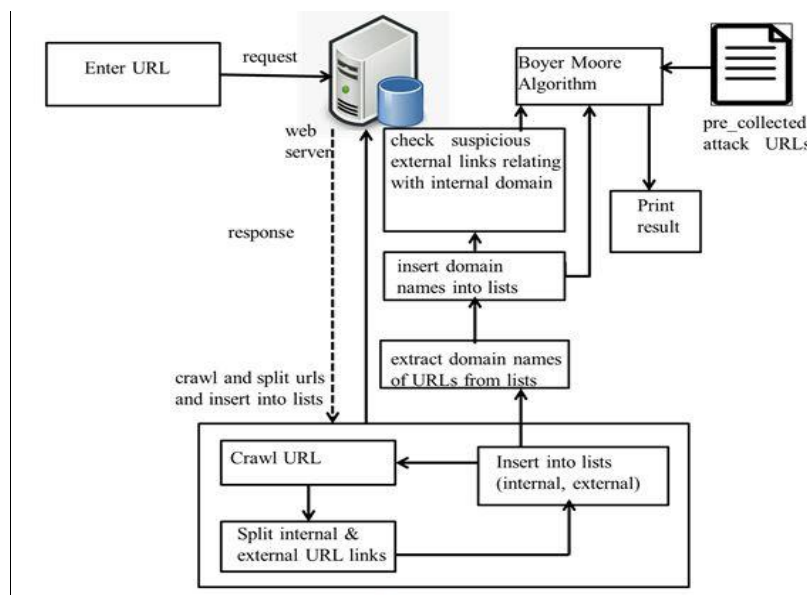 Enter URL
request
web
server
Boyer Moore
Algorithm
pre_collected
attack URLs
check suspicious
external links relating
with internal domain
Print
result
response
insert domain
names into lists
extract domain names
of URLs from lists
crawl and split urls
and insert into lists
Crawl URL
Insert into lists
(internal, external)
Split internal &
external URL links